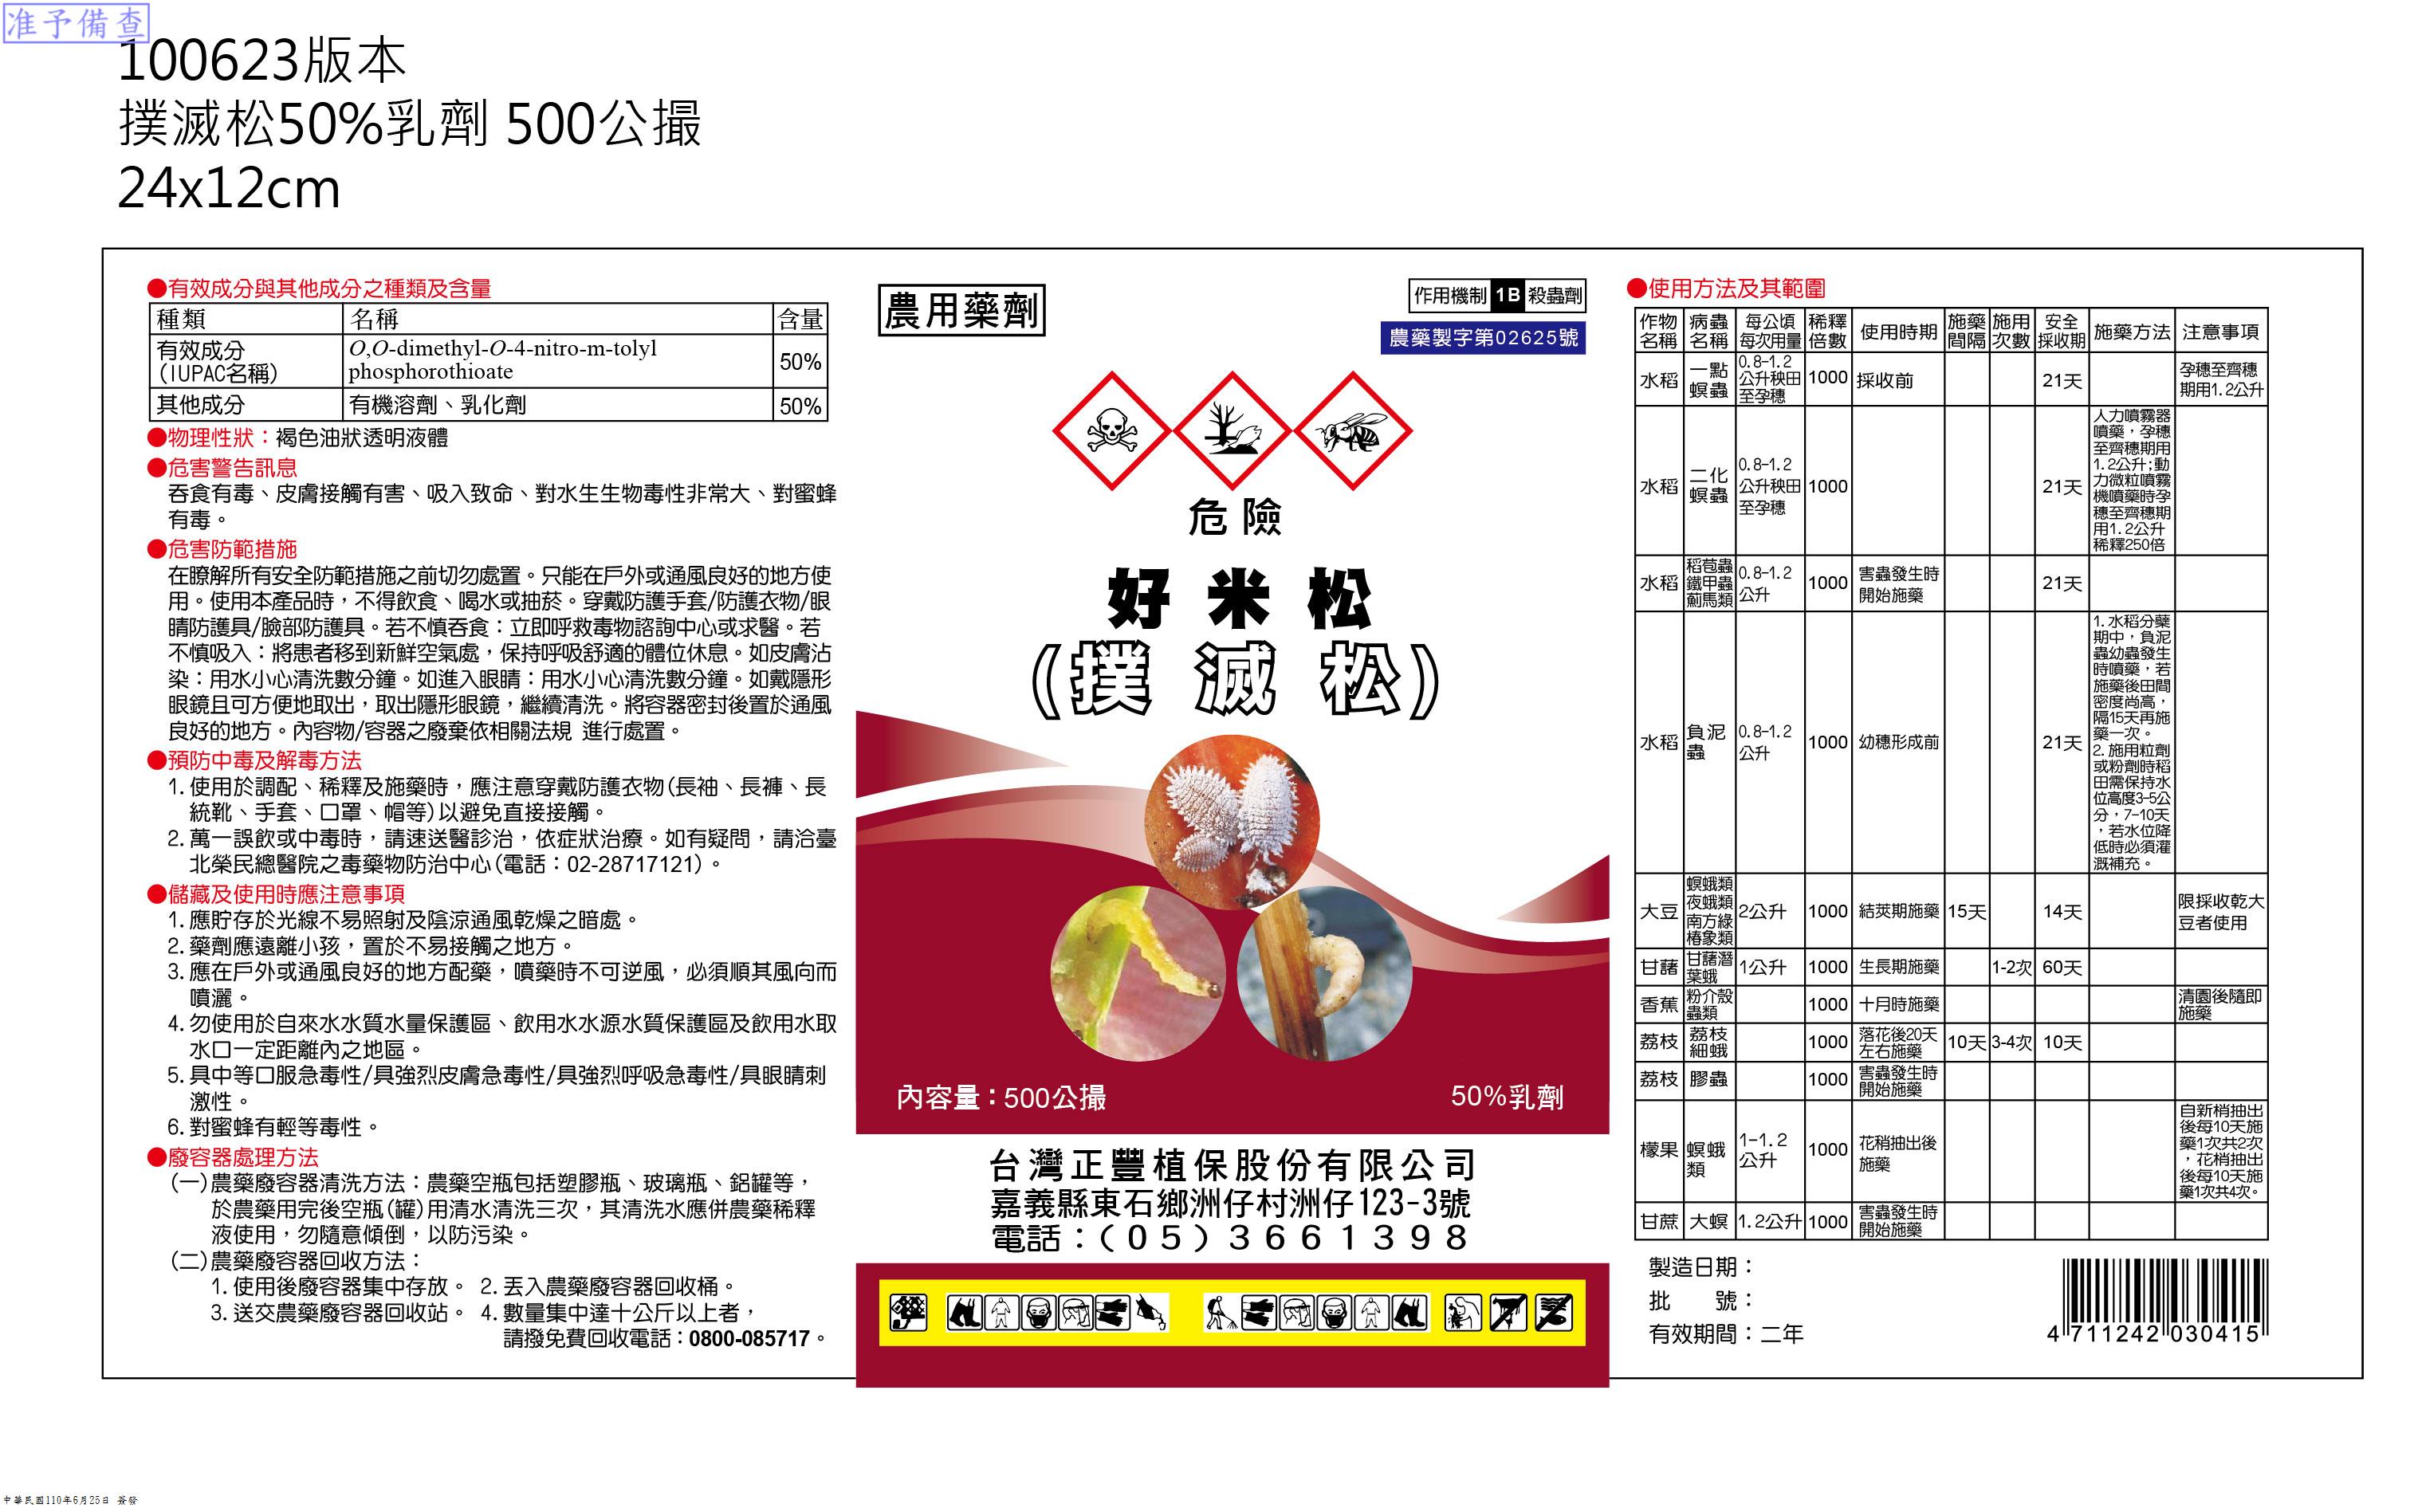 准予備查
100623版本
撲滅松50%乳劑 500公撮
24x12cm
●有效成分與其他成分之種類及含量
種類 名稱 含量
有效成分
(IUPAC名稱)
O,O-dimethyl-O-4-nitro-m-tolyl
phosphorothioate
50%
其他成分 有機溶劑、乳化劑 50%
●物理性狀：褐色油狀透明液體
●危害警告訊息
吞食有毒、皮膚接觸有害、吸入致命、對水生生物毒性非常大、對蜜蜂
有毒。
●危害防範措施
在瞭解所有安全防範措施之前切勿處置。只能在戶外或通風良好的地方使
用。使用本產品時，不得飲食、喝水或抽菸。穿戴防護手套/防護衣物/眼
睛防護具/臉部防護具。若不慎吞食：立即呼救毒物諮詢中心或求醫。若
不慎吸入：將患者移到新鮮空氣處，保持呼吸舒適的體位休息。如皮膚沾
染：用水小心清洗數分鐘。如進入眼睛：用水小心清洗數分鐘。如戴隱形
眼鏡且可方便地取出，取出隱形眼鏡，繼續清洗。將容器密封後置於通風
良好的地方。內容物/容器之廢棄依相關法規 進行處置。
●預防中毒及解毒方法
1.使用於調配、稀釋及施藥時，應注意穿戴防護衣物(長袖、長褲、長
統靴、手套、口罩、帽等)以避免直接接觸。
2.萬一誤飲或中毒時，請速送醫診治，依症狀治療。如有疑問，請洽臺
北榮民總醫院之毒藥物防治中心(電話：02-28717121)。
●儲藏及使用時應注意事項
1.應貯存於光線不易照射及陰涼通風乾燥之暗處。
2.藥劑應遠離小孩，置於不易接觸之地方。
3.應在戶外或通風良好的地方配藥，噴藥時不可逆風，必須順其風向而
噴灑。
4.勿使用於自來水水質水量保護區、飲用水水源水質保護區及飲用水取
水口一定距離內之地區。
5.具中等口服急毒性/具強烈皮膚急毒性/具強烈呼吸急毒性/具眼睛刺
激性。
6.對蜜蜂有輕等毒性。
●廢容器處理方法
(一)農藥廢容器清洗方法：農藥空瓶包括塑膠瓶、玻璃瓶、鋁罐等，
於農藥用完後空瓶(罐)用清水清洗三次，其清洗水應併農藥稀釋
液使用，勿隨意傾倒，以防污染。
(二)農藥廢容器回收方法：
1.使用後廢容器集中存放。 2.丟入農藥廢容器回收桶。
3.送交農藥廢容器回收站。 4.數量集中達十公斤以上者，
請撥免費回收電話：0800-085717。
農用藥劑
作用機制 1B 殺蟲劑
農藥製字第02625號
危險
好米松
(撲滅松)
內容量：500公撮
50%乳劑
台灣正豐植保股份有限公司
嘉義縣東石鄉洲仔村洲仔123-3號
電話：(05)3661398
●使用方法及其範圍
作物名稱 病蟲名稱 每公頃每次用量 稀釋倍數 使用時期 施藥間隔 施用次數 安全採收期 施藥方法 注意事項
水稻 一點螟蟲 0.8-1.2公升秧田至孕穗 1000 採收前 21天 孕穗至齊穗期用1.2公升
水稻 二化螟蟲 0.8-1.2公升秧田至孕穗 1000 21天 人力噴霧器噴藥，孕穗至齊穗期用1.2公升;動力微粒噴霧機噴藥時孕穗至齊穗期用1.2公升稀釋250倍
水稻 稻苞蟲鐵甲蟲薊馬類 0.8-1.2公升 1000 害蟲發生時開始施藥 21天
水稻 負泥蟲 0.8-1.2公升 1000 幼穗形成前 21天 1.水稻分蘗期中，負泥蟲幼蟲發生時噴藥，若施藥後田間密度尚高，隔15天再施藥一次。2.施用粒劑或粉劑時稻田需保持水位高度3-5公分，7-10天，若水位降低時必須灌溉補充。
大豆 螟蛾類夜蛾類南方綠椿象類 2公升 1000 結莢期施藥 15天 14天 限採收乾大豆者使用
甘藷 甘藷潛葉蛾 1公升 1000 生長期施藥 1-2次 60天
香蕉 粉介殼蟲類 1000 十月時施藥 清園後隨即施藥
荔枝 荔枝細蛾 1000 落花後20天左右施藥 10天 3-4次 10天
荔枝 膠蟲 1000 害蟲發生時開始施藥
檬果 螟蛾類 1-1.2公升 1000 花稍抽出後施藥 自新梢抽出後每10天施藥1次共2次，花梢抽出後每10天施藥1次共4次。
甘蔗 大螟 1.2公升 1000 害蟲發生時開始施藥
製造日期：
批 號：
有效期間：二年
4 711242 030415
中華民國110年6月25日 簽發